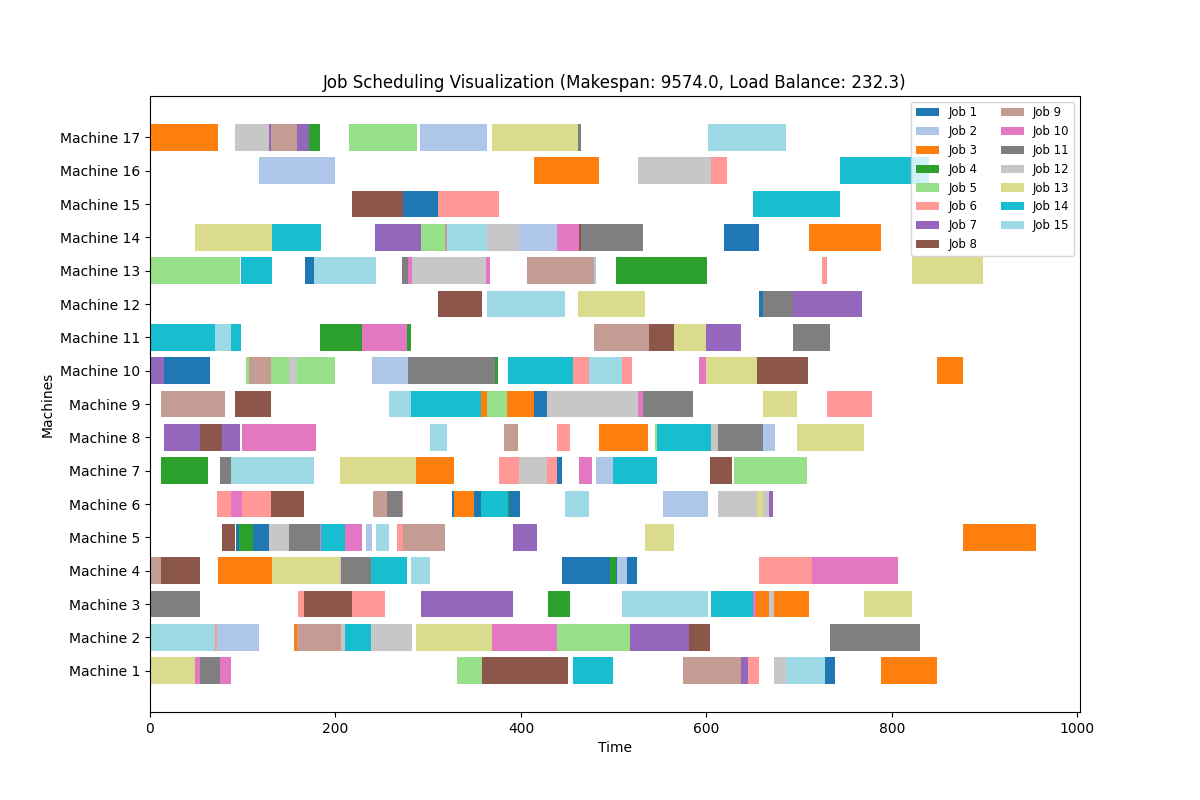 Job Scheduling Visualization (Makespan: 9574.0, Load Balance: 232.3)
Machine 17
Machine 16
Machine 15
Machine 14
Machine 13
Machine 12
Machine 11
Machine 10
Machine 9
Machine 8
Machine 7
Machine 6
Machine 5
Machine 4
Machine 3
Machine 2
Machine 1
Machines
Job 1
Job 2
Job 3
Job 4
Job 5
Job 6
Job 7
Job 8
Job 9
Job 10
Job 11
Job 12
Job 13
Job 14
Job 15
0 200 400 600 800 1000
Time